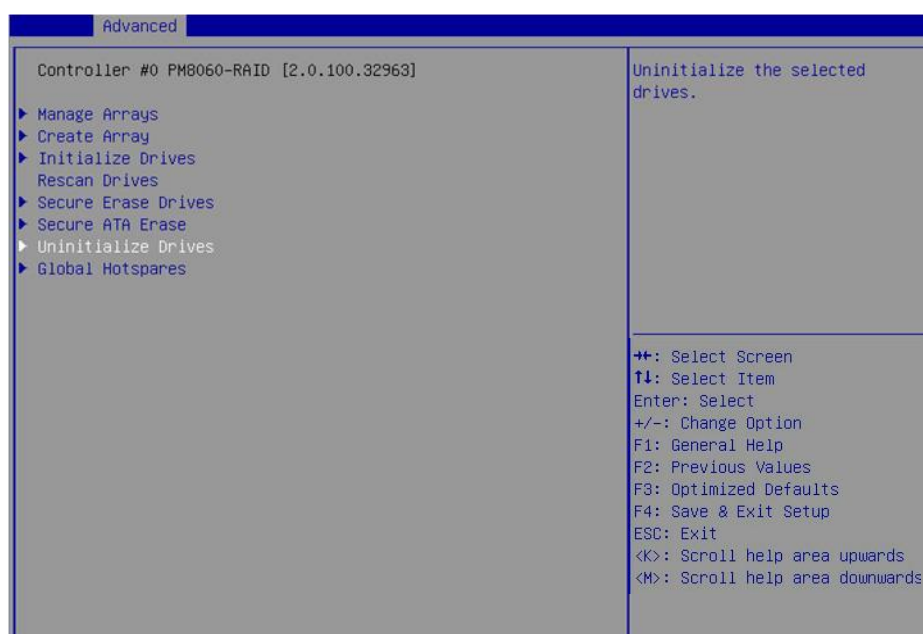 Advanced
Controller #0 PM8060-RAID [2.0.100.32963]
Manage Arrays
Create Array
Initialize Drives
Rescan Drives
Secure Erase Drives
Secure ATA Erase
Uninitialize Drives
Global Hotspares
Uninitialize the selected
drives.
→←: Select Screen
↑↓: Select Item
Enter: Select
+/-: Change Option
F1: General Help
F2: Previous Values
F3: Optimized Defaults
F4: Save & Exit Setup
ESC: Exit
<K>: Scroll help area upwards
<M>: Scroll help area downwards